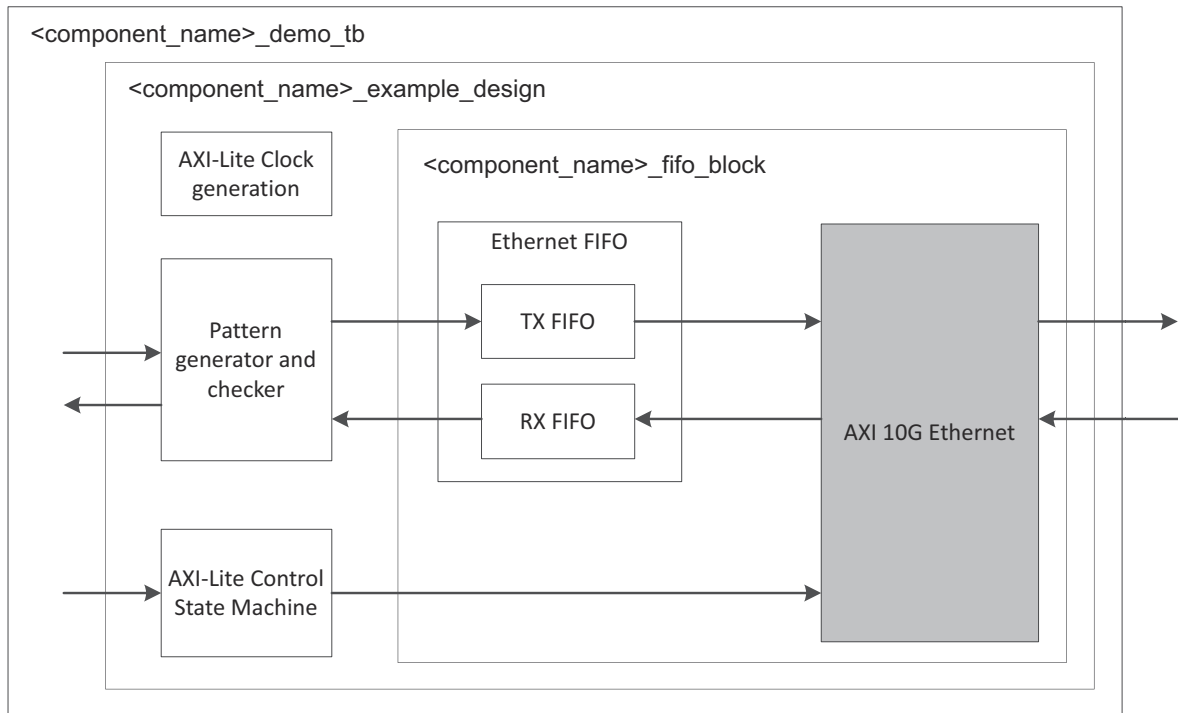 <component_name>_demo_tb
<component_name>_example_design
AXI-Lite Clock
generation
<component_name>_fifo_block
Ethernet FIFO
TX FIFO
Pattern
generator and
checker
RX FIFO
AXI 10G Ethernet
AXI-Lite Control
State Machine